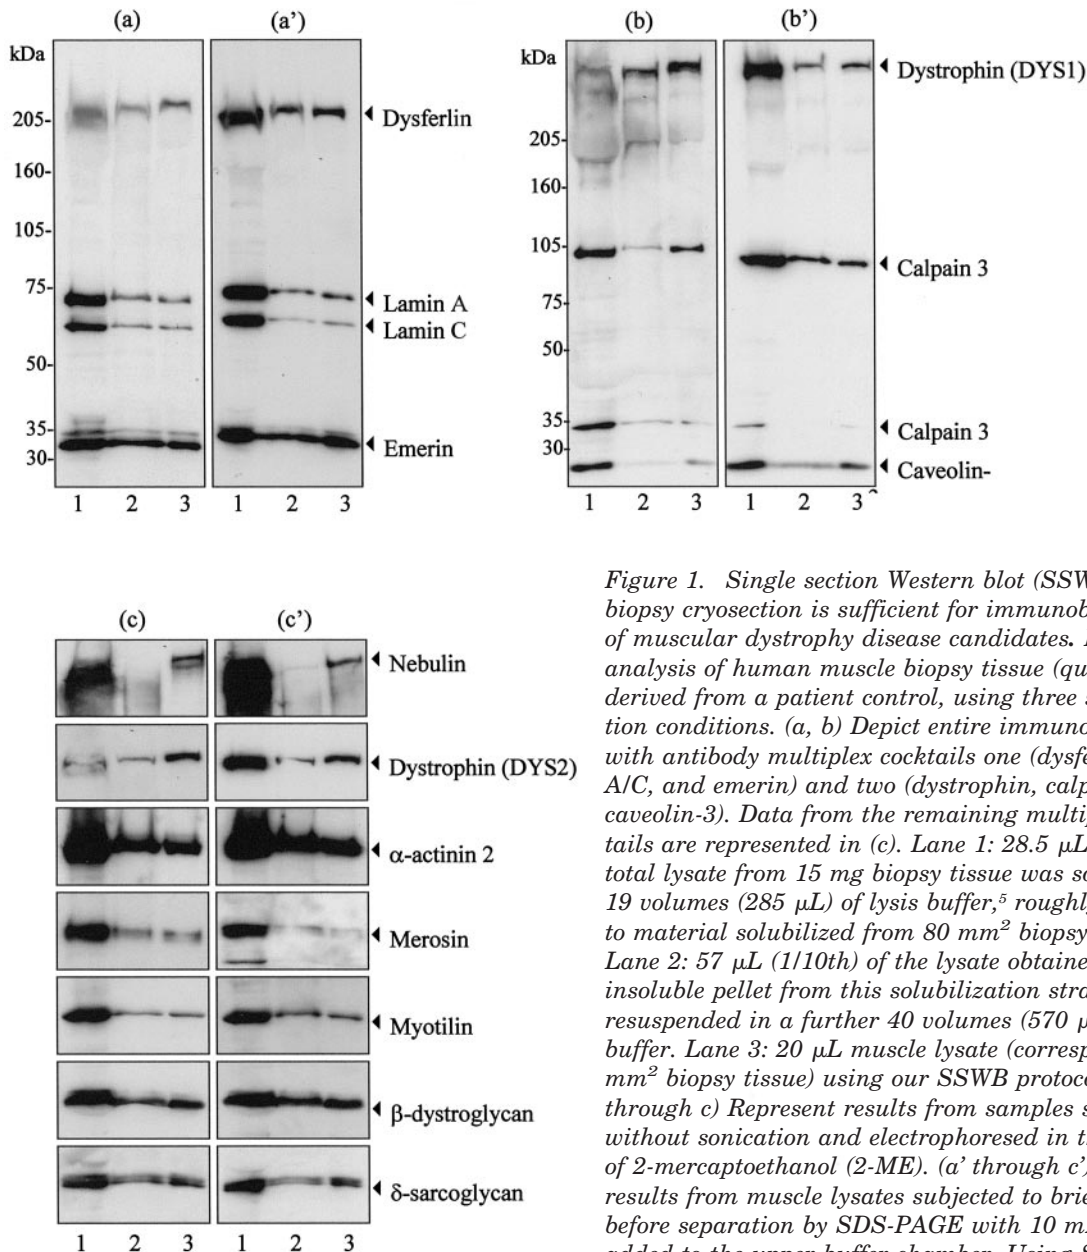 (a)
(a')
kDa
205-
160-
105-
75-
50-
35-
30-
Dysferlin
Lamin A
Lamin C
Emerin
1 2 3
1 2 3
(b)
(b')
kDa
205-
160-
105-
75-
50-
35-
30-
Dystrophin (DYS1)
Calpain 3
Calpain 3
Caveolin-
1 2 3
1 2 3
(c)
(c')
Nebulin
Dystrophin (DYS2)
α-actinin 2
Merosin
Myotilin
β-dystroglycan
δ-sarcoglycan
1 2 3
1 2 3
Figure 1. Single section Western blot (SSW
biopsy cryosection is sufficient for immunob
of muscular dystrophy disease candidates.
analysis of human muscle biopsy tissue (qu
derived from a patient control, using three
tion conditions. (a, b) Depict entire immuno
with antibody multiplex cocktails one (dysfe
A/C, and emerin) and two (dystrophin, calp
caveolin-3). Data from the remaining multip
tails are represented in (c). Lane 1: 28.5 μL
total lysate from 15 mg biopsy tissue was so
19 volumes (285 μL) of lysis buffer,⁵ roughly
to material solubilized from 80 mm² biopsy
Lane 2: 57 μL (1/10th) of the lysate obtaine
insoluble pellet from this solubilization stra
resuspended in a further 40 volumes (570 μ
buffer. Lane 3: 20 μL muscle lysate (corresp
mm² biopsy tissue) using our SSWB protoco
through c) Represent results from samples s
without sonication and electrophoresed in t
of 2-mercaptoethanol (2-ME). (a' through c')
results from muscle lysates subjected to brie
before separation by SDS-PAGE with 10 m
added to the upper buffer chamber. Using